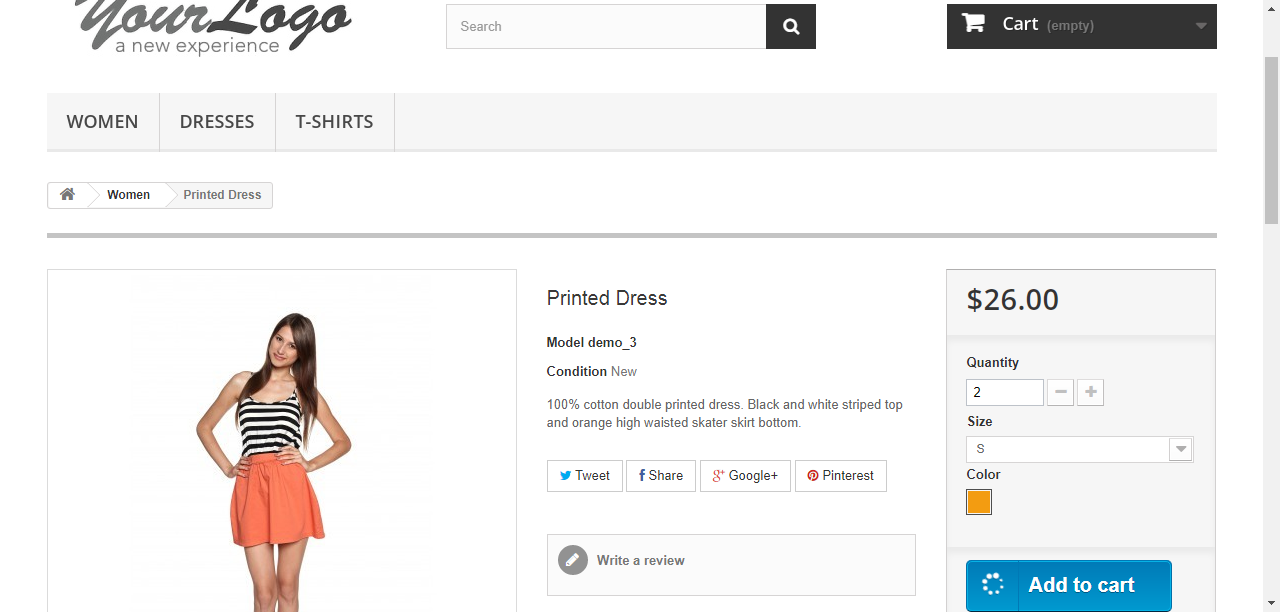 YourLogo
a new experience
Search
Cart (empty)
WOMEN
DRESSES
T-SHIRTS
Women
Printed Dress
Printed Dress
$26.00
Model demo_3
Condition New
Quantity
2
100% cotton double printed dress. Black and white striped top
and orange high waisted skater skirt bottom.
Size
S
Color
Tweet
Share
Google+
Pinterest
Write a review
Add to cart